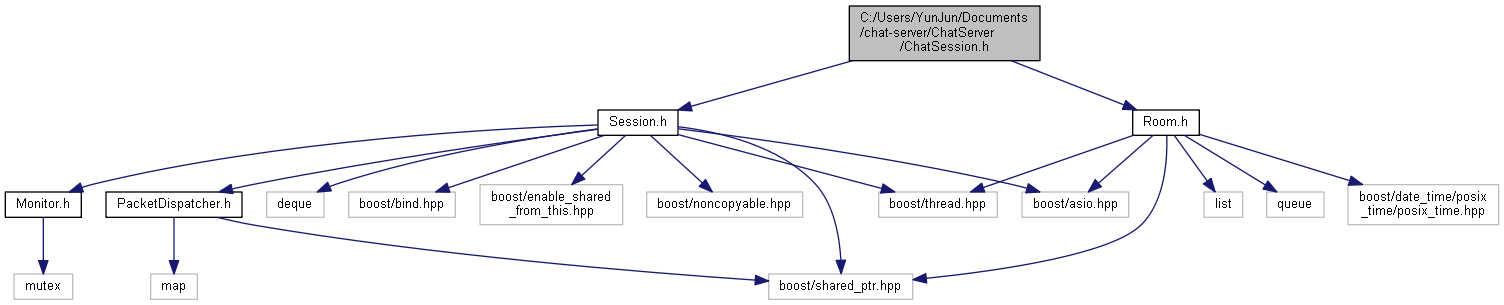 C:/Users/YunJun/Documents
/chat-server/ChatServer
/ChatSession.h
Session.h
Room.h
Monitor.h
PacketDispatcher.h
deque
boost/bind.hpp
boost/enable_shared
_from_this.hpp
boost/noncopyable.hpp
boost/thread.hpp
boost/asio.hpp
list
queue
boost/date_time/posix
_time/posix_time.hpp
mutex
map
boost/shared_ptr.hpp